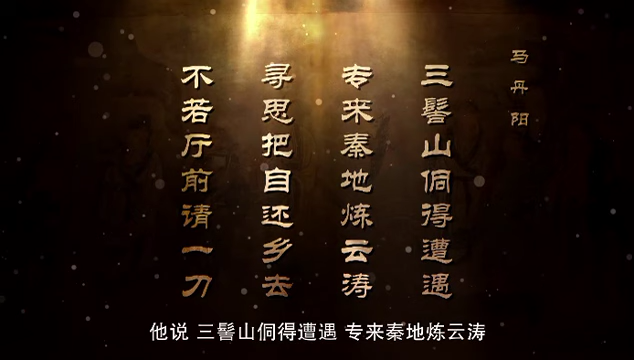 马丹阳
三髻山侗得遭遇
专来秦地炼云涛
寻思把自还乡去
不若厅前请一刀
他说 三髻山侗得遭遇 专来秦地炼云涛